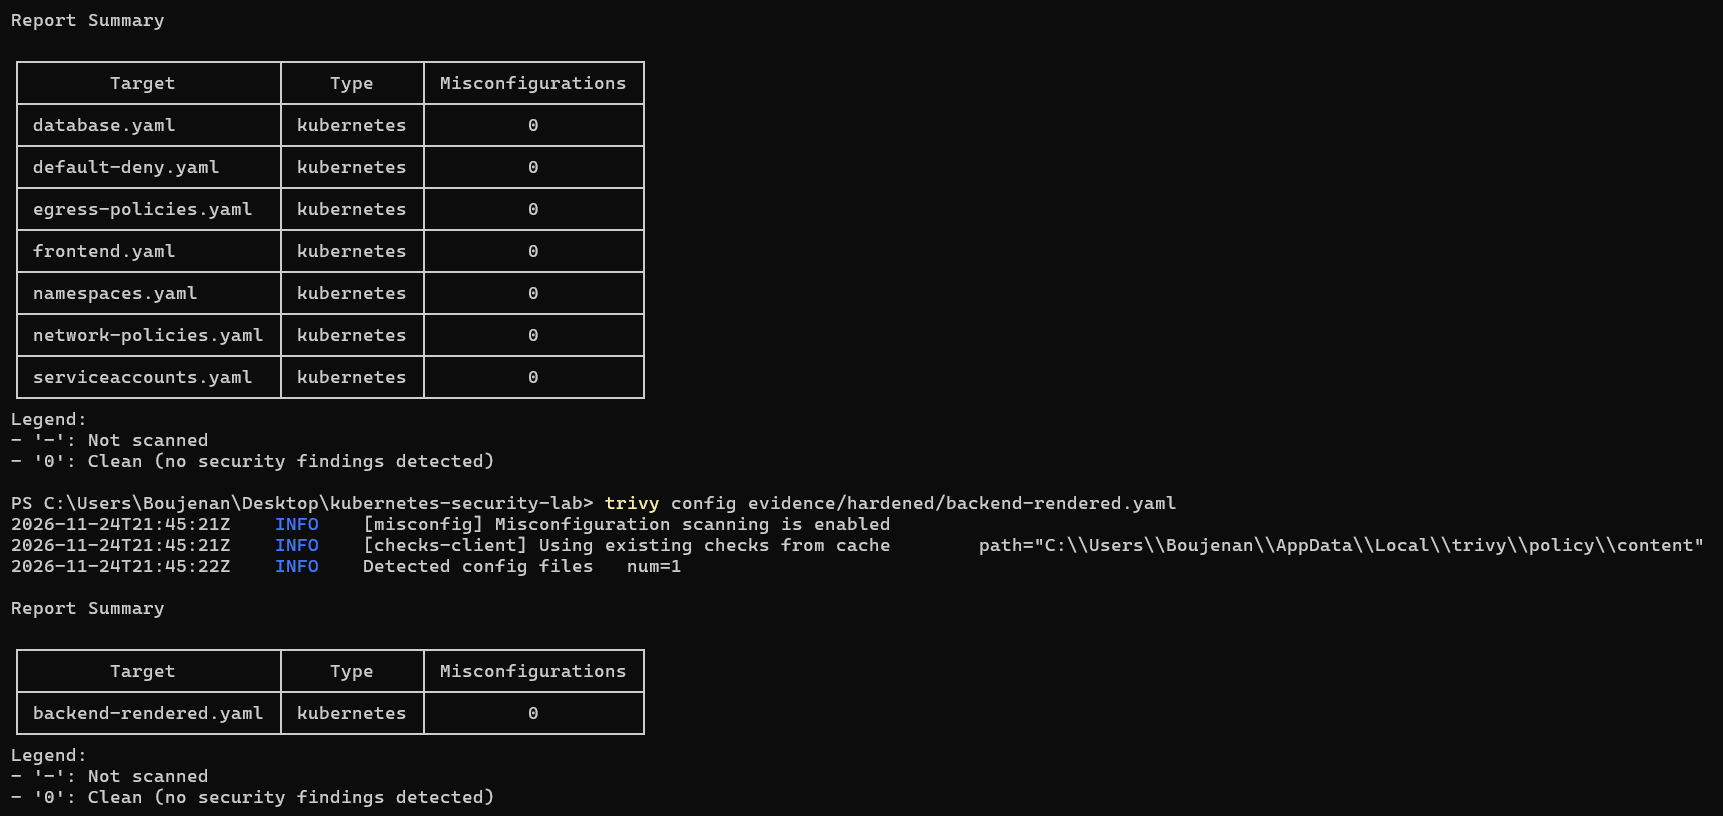 Report Summary
Target Type Misconfigurations
database.yaml kubernetes 0
default-deny.yaml kubernetes 0
egress-policies.yaml kubernetes 0
frontend.yaml kubernetes 0
namespaces.yaml kubernetes 0
network-policies.yaml kubernetes 0
serviceaccounts.yaml kubernetes 0
Legend:
- '-': Not scanned
- '0': Clean (no security findings detected)
PS C:\Users\Boujenan\Desktop\kubernetes-security-lab> trivy config evidence/hardened/backend-rendered.yaml
2026-11-24T21:45:21Z INFO [misconfig] Misconfiguration scanning is enabled
2026-11-24T21:45:21Z INFO [checks-client] Using existing checks from cache path="C:\\Users\\Boujenan\\AppData\\Local\\trivy\\policy\\content"
2026-11-24T21:45:22Z INFO Detected config files num=1
Report Summary
Target Type Misconfigurations
backend-rendered.yaml kubernetes 0
Legend:
- '-': Not scanned
- '0': Clean (no security findings detected)